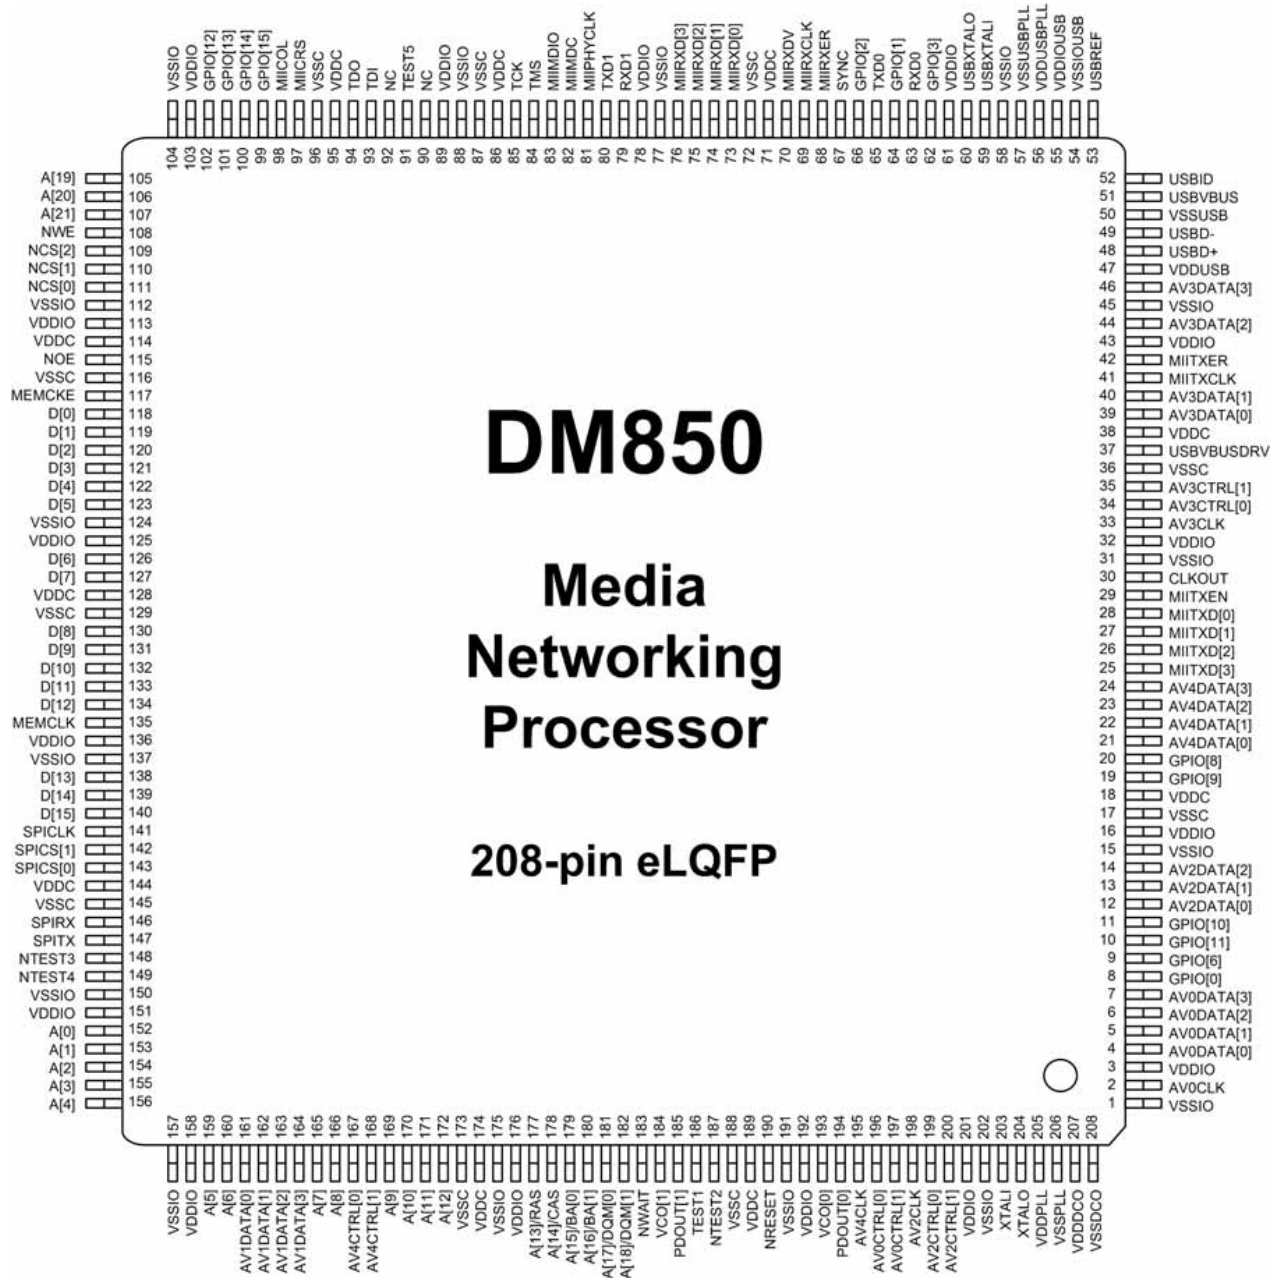 VSSIO VDDIO GPIO[12] GPIO[13] GPIO[14] GPIO[15] MIICOL MIICRS VSSC VDDC TDO TDI NC TEST5 NC VDDIO VSSIO VSSC VDDC TCK TMS MIIMDIO MIIMDC MIIPHYCLK TXD1 RXD1 VDDIO VSSIO MIIRXD[3] MIIRXD[2] MIIRXD[1] MIIRXD[0] VSSC VDDC MIIRXDV MIIRXCLK MIIRXER SYNC GPIO[2] TXD0 GPIO[1] RXD0 GPIO[3] VDDIO USBXTALO USBXTALI VSSIO VSSUSBPLL VDDUSBPLL VDDIOUSB VSSIOUSB USBREF
104 103 102 101 100 99 98 97 96 95 94 93 92 91 90 89 88 87 86 85 84 83 82 81 80 79 78 77 76 75 74 73 72 71 70 69 68 67 66 65 64 63 62 61 60 59 58 57 56 55 54 53
A[19] 105
A[20] 106
A[21] 107
NWE 108
NCS[2] 109
NCS[1] 110
NCS[0] 111
VSSIO 112
VDDIO 113
VDDC 114
NOE 115
VSSC 116
MEMCKE 117
D[0] 118
D[1] 119
D[2] 120
D[3] 121
D[4] 122
D[5] 123
VSSIO 124
VDDIO 125
D[6] 126
D[7] 127
VDDC 128
VSSC 129
D[8] 130
D[9] 131
D[10] 132
D[11] 133
D[12] 134
MEMCLK 135
VDDIO 136
VSSIO 137
D[13] 138
D[14] 139
D[15] 140
SPICLK 141
SPICS[1] 142
SPICS[0] 143
VDDC 144
VSSC 145
SPIRX 146
SPITX 147
NTEST3 148
NTEST4 149
VSSIO 150
VDDIO 151
A[0] 152
A[1] 153
A[2] 154
A[3] 155
A[4] 156
DM850
Media
Networking
Processor
208-pin eLQFP
52 USBID
51 USBVBUS
50 VSSUSB
49 USBD-
48 USBD+
47 VDDUSB
46 AV3DATA[3]
45 VSSIO
44 AV3DATA[2]
43 VDDIO
42 MIITXER
41 MIITXCLK
40 AV3DATA[1]
39 AV3DATA[0]
38 VDDC
37 USBVBUSDRV
36 VSSC
35 AV3CTRL[1]
34 AV3CTRL[0]
33 AV3CLK
32 VDDIO
31 VSSIO
30 CLKOUT
29 MIITXEN
28 MIITXD[0]
27 MIITXD[1]
26 MIITXD[2]
25 MIITXD[3]
24 AV4DATA[3]
23 AV4DATA[2]
22 AV4DATA[1]
21 AV4DATA[0]
20 GPIO[8]
19 GPIO[9]
18 VDDC
17 VSSC
16 VDDIO
15 VSSIO
14 AV2DATA[2]
13 AV2DATA[1]
12 AV2DATA[0]
11 GPIO[10]
10 GPIO[11]
9 GPIO[6]
8 GPIO[0]
7 AV0DATA[3]
6 AV0DATA[2]
5 AV0DATA[1]
4 AV0DATA[0]
3 VDDIO
2 AV0CLK
1 VSSIO
157 158 159 160 161 162 163 164 165 166 167 168 169 170 171 172 173 174 175 176 177 178 179 180 181 182 183 184 185 186 187 188 189 190 191 192 193 194 195 196 197 198 199 200 201 202 203 204 205 206 207 208
VSSIO VDDIO A[5] A[6] AV1DATA[0] AV1DATA[1] AV1DATA[2] AV1DATA[3] A[7] A[8] AV4CTRL[0] AV4CTRL[1] A[9] A[10] A[11] A[12] VSSC VDDC VSSIO VDDIO A[13]/RAS A[14]/CAS A[15]/BA[0] A[16]/BA[1] A[17]/DQM[0] A[18]/DQM[1] NWAIT VCO[1] PDOUT[1] TEST1 NTEST2 VSSC VDDC NRESET VSSIO VDDIO VCO[0] PDOUT[0] AV4CLK AV0CTRL[0] AV0CTRL[1] AV2CLK AV2CTRL[0] AV2CTRL[1] VDDIO VSSIO XTALI XTALO VDDPLL VSSPLL VDDDCO VSSDCO